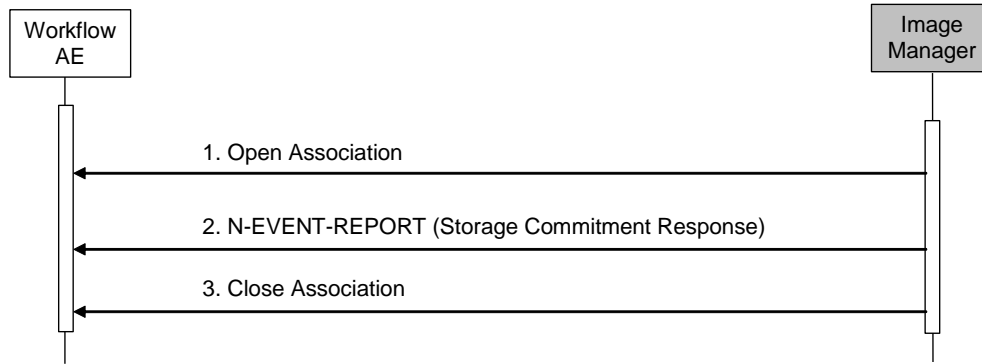 Workflow
AE
Image
Manager
1. Open Association
2. N-EVENT-REPORT (Storage Commitment Response)
3. Close Association